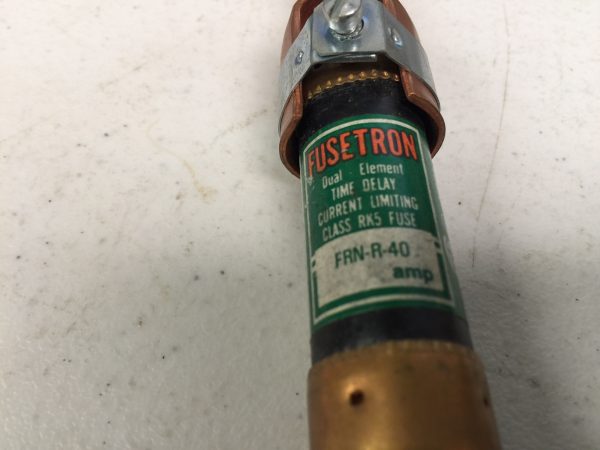 FUSETRON
Dual Element
TIME DELAY
CURRENT LIMITING
CLASS RK5 FUSE
FRN-R-40
amp